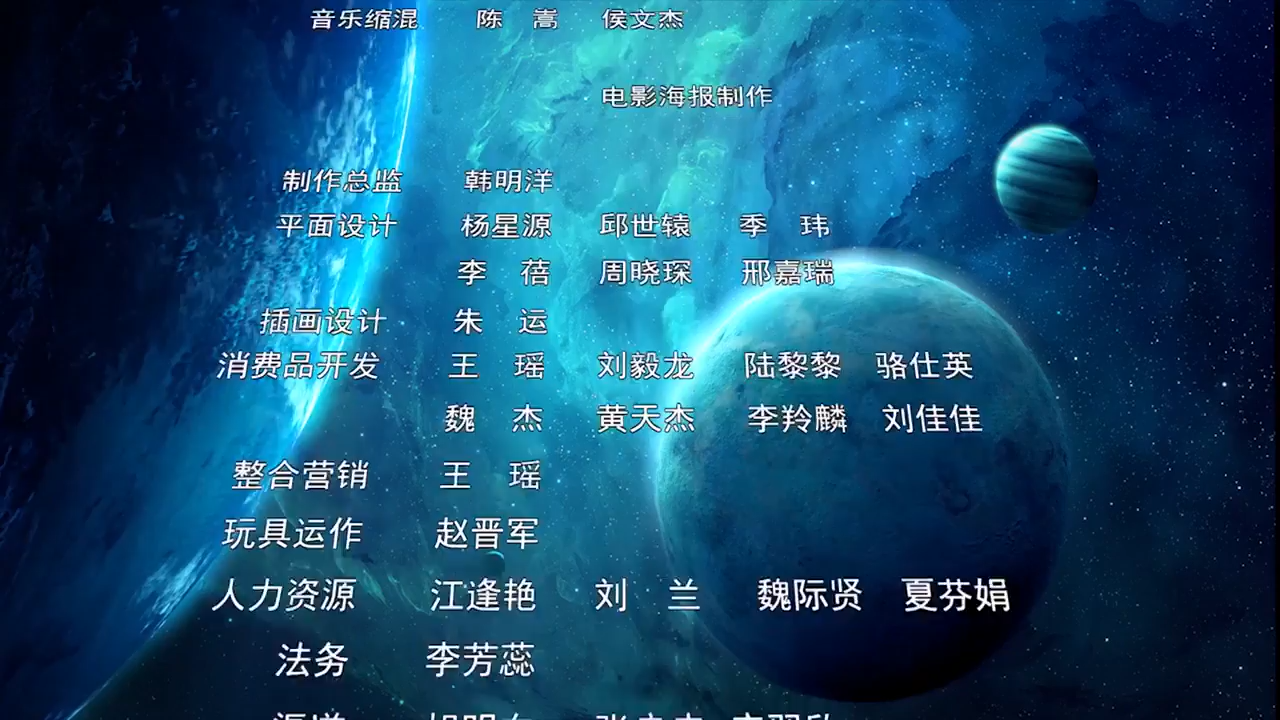 音乐缩混 陈 嵩 侯文杰
电影海报制作
制作总监 韩明洋
平面设计 杨星源 邱世辕 季 玮
李 蓓 周晓琛 邢嘉瑞
插画设计 朱 运
消费品开发 王 瑶 刘毅龙 陆黎黎 骆仕英
魏 杰 黄天杰 李羚麟 刘佳佳
整合营销 王 瑶
玩具运作 赵晋军
人力资源 江逢艳 刘 兰 魏际贤 夏芬娟
法务 李芳蕊